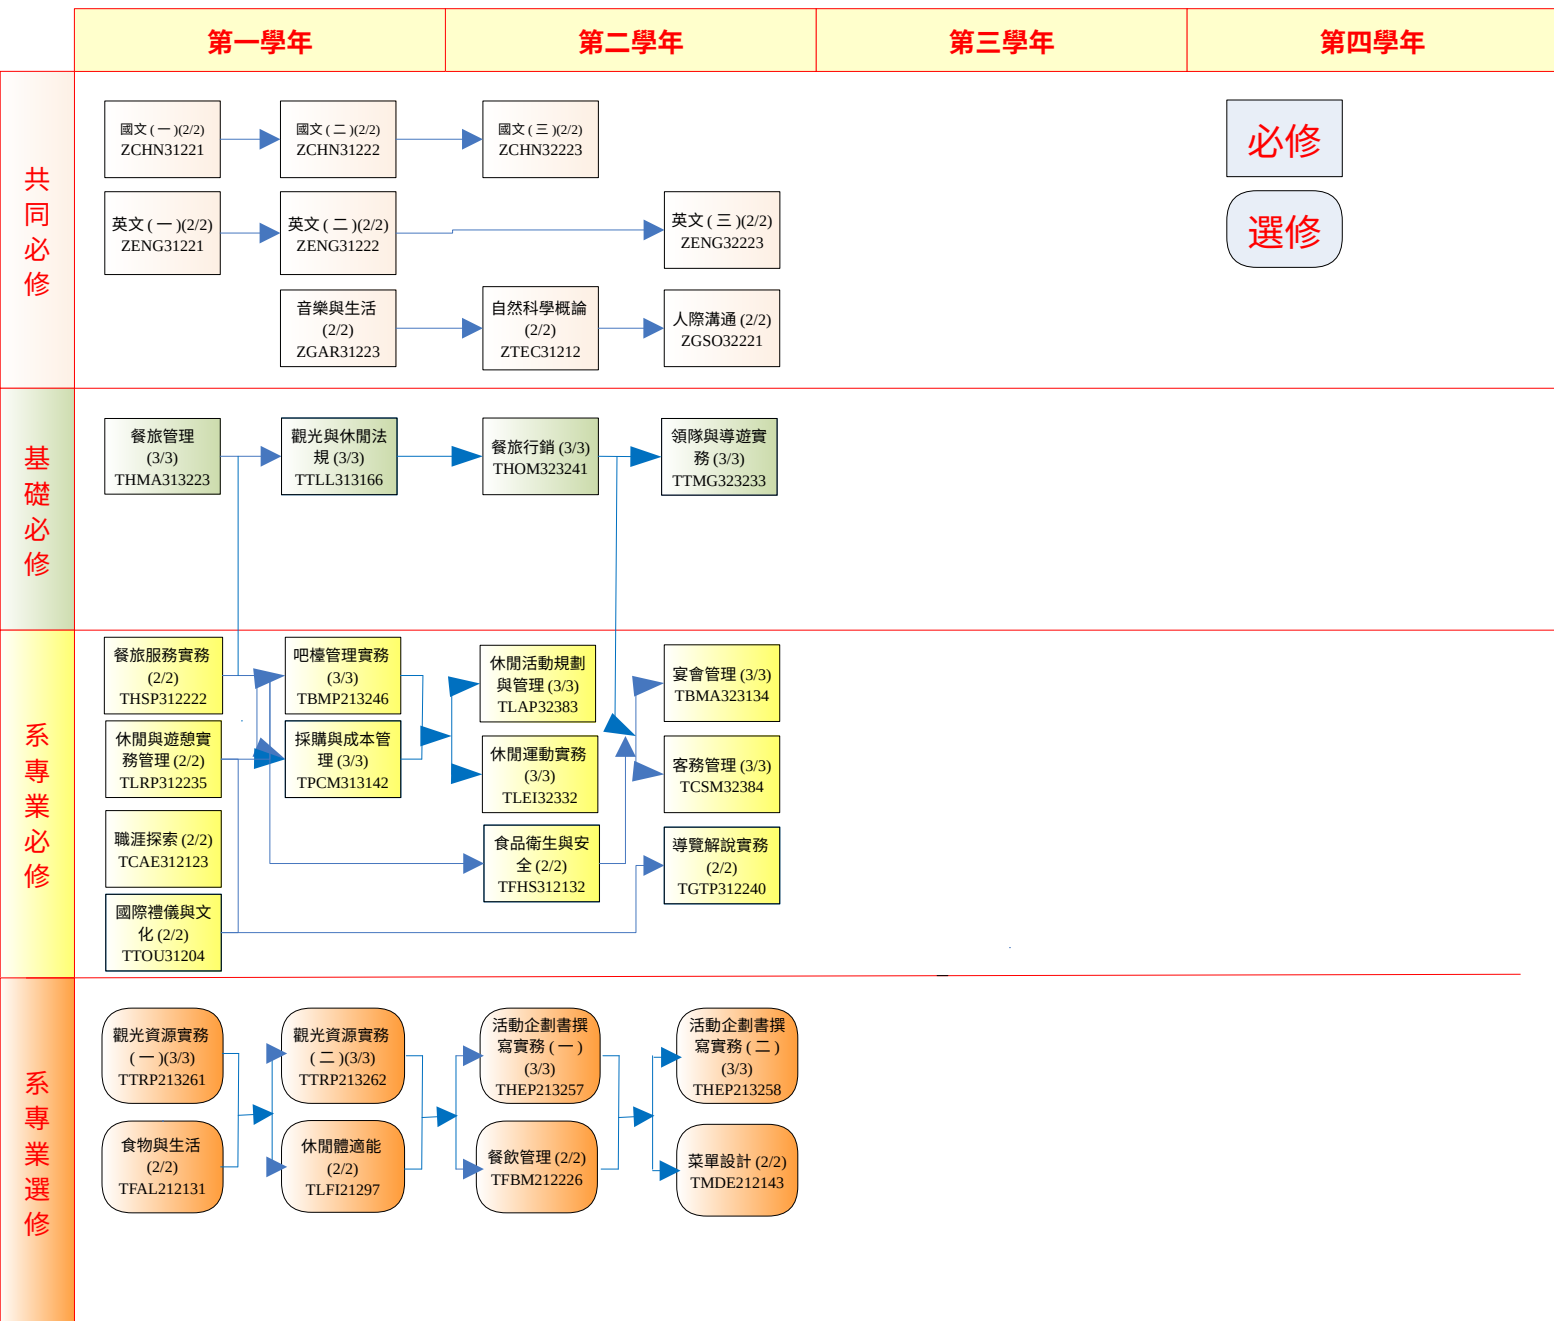 第一學年
第二學年
第三學年
第四學年
共同必修
國文 ( 一 )(2/2)
ZCHN31221
國文 ( 二 )(2/2)
ZCHN31222
國文 ( 三 )(2/2)
ZCHN32223
必修
英文 ( 一 )(2/2)
ZENG31221
英文 ( 二 )(2/2)
ZENG31222
英文 ( 三 )(2/2)
ZENG32223
選修
音樂與生活
(2/2)
ZGAR31223
自然科學概論
(2/2)
ZTEC31212
人際溝通 (2/2)
ZGSO32221
基礎必修
餐旅管理
(3/3)
THMA313223
觀光與休閒法
規 (3/3)
TTLL313166
餐旅行銷 (3/3)
THOM323241
領隊與導遊實
務 (3/3)
TTMG323233
系專業必修
餐旅服務實務
(2/2)
THSP312222
吧檯管理實務
(3/3)
TBMP213246
休閒活動規劃
與管理 (3/3)
TLAP32383
宴會管理 (3/3)
TBMA323134
休閒與遊憩實
務管理 (2/2)
TLRP312235
採購與成本管
理 (3/3)
TPCM313142
休閒運動實務
(3/3)
TLEI32332
客務管理 (3/3)
TCSM32384
職涯探索 (2/2)
TCAE312123
食品衛生與安
全 (2/2)
TFHS312132
導覽解說實務
(2/2)
TGTP312240
國際禮儀與文
化 (2/2)
TTOU31204
系專業選修
觀光資源實務
( 一 )(3/3)
TTRP213261
觀光資源實務
( 二 )(3/3)
TTRP213262
活動企劃書撰
寫實務 ( 一 )
(3/3)
THEP213257
活動企劃書撰
寫實務 ( 二 )
(3/3)
THEP213258
食物與生活
(2/2)
TFAL212131
休閒體適能
(2/2)
TLFI21297
餐飲管理 (2/2)
TFBM212226
菜單設計 (2/2)
TMDE212143